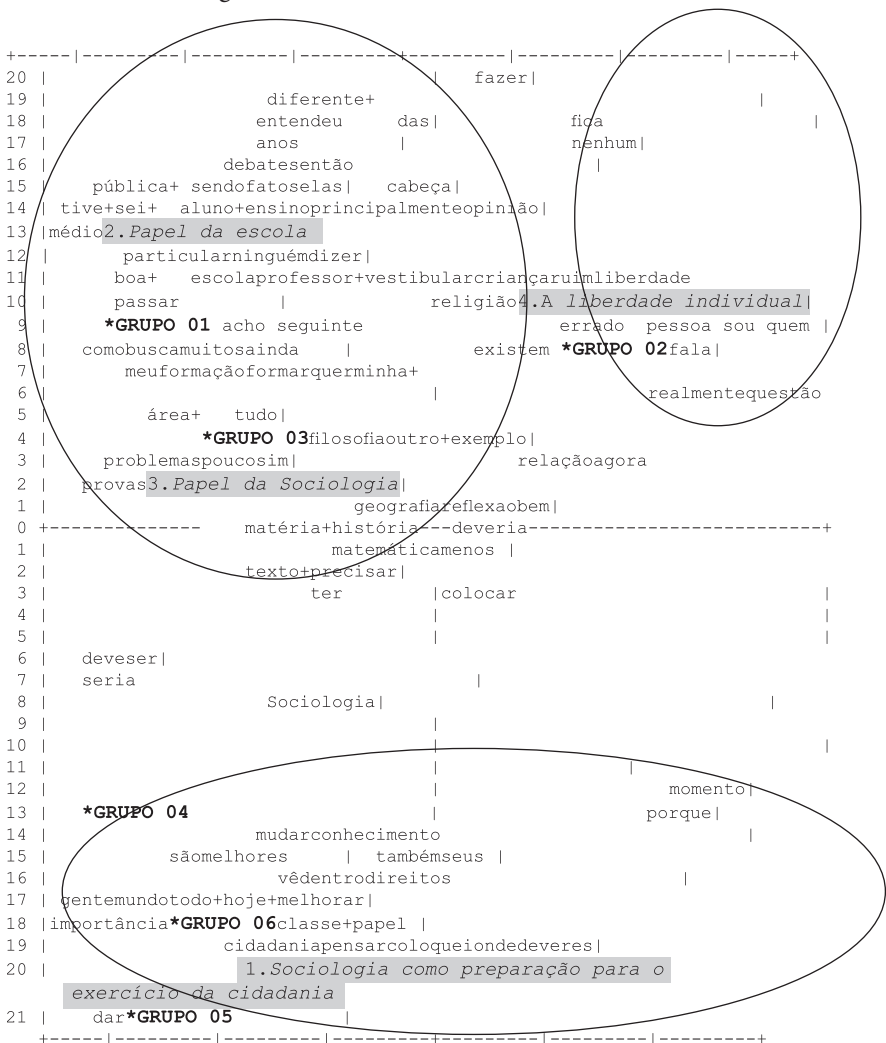 +-----|---------|----------|---------+---------|---------|---------|-----+
20 | | fazer|
19 | diferente+ |
18 | entendeu das| fica |
17 | anos | nenhum|
16 | debatesentão |
15 | pública+ sendofatoselas| cabeça|
14 | tive+sei+ aluno+ensinoprincipalmenteopinião|
13 |médio2.Papel da escola
12 | particularninguémdizer|
11 | boa+ escolaprofessor+vestibularcriançaruimliberdade
10 | passar | religião4.A liberdade individual|
9 | *GRUPO 01 acho seguinte errado pessoa sou quem |
8 | comobuscamuitosainda | existem *GRUPO 02fala|
7 | meuformaçãoformarquerminha+
6 | | realmentequestão
5 | área+ tudo|
4 | *GRUPO 03filosofiaoutro+exemplo|
3 | problemaspoucosim| relaçãoagora
2 | provas3.Papel da Sociologia|
1 | geografiareflexaobem|
0 +-------------- matéria+história---deveria---------------------------+
1 | matemáticamenos |
2 | texto+precisar|
3 | ter |colocar |
4 | | |
5 | | |
6 | deveser|
7 | seria |
8 | Sociologia| |
9 | |
10 | | |
11 | | |
12 | | momento|
13 | *GRUPO 04 | porque|
14 | mudarconhecimento |
15 | sãomelhores | tambémseus |
16 | vêdentrodireitos |
17 | gentemundotodo+hoje+melhorar|
18 |importância*GRUPO 06classe+papel |
19 | cidadaniapensarcoloqueiondedeveres|
20 | 1.Sociologia como preparação para o
exercício da cidadania
21 | dar*GRUPO 05 |
+-----|---------|---------|---------+---------|---------|---------+